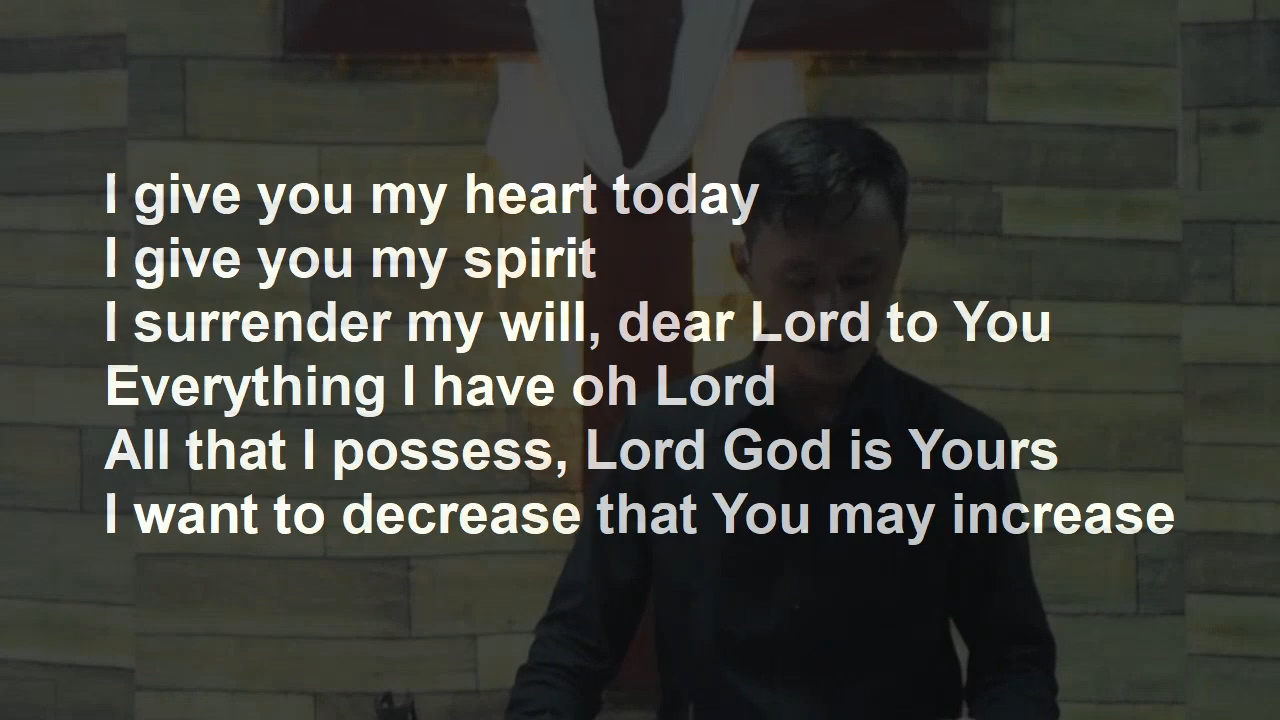 I give you my heart today
I give you my spirit
I surrender my will, dear Lord to You
Everything I have oh Lord
All that I possess, Lord God is Yours
I want to decrease that You may increase